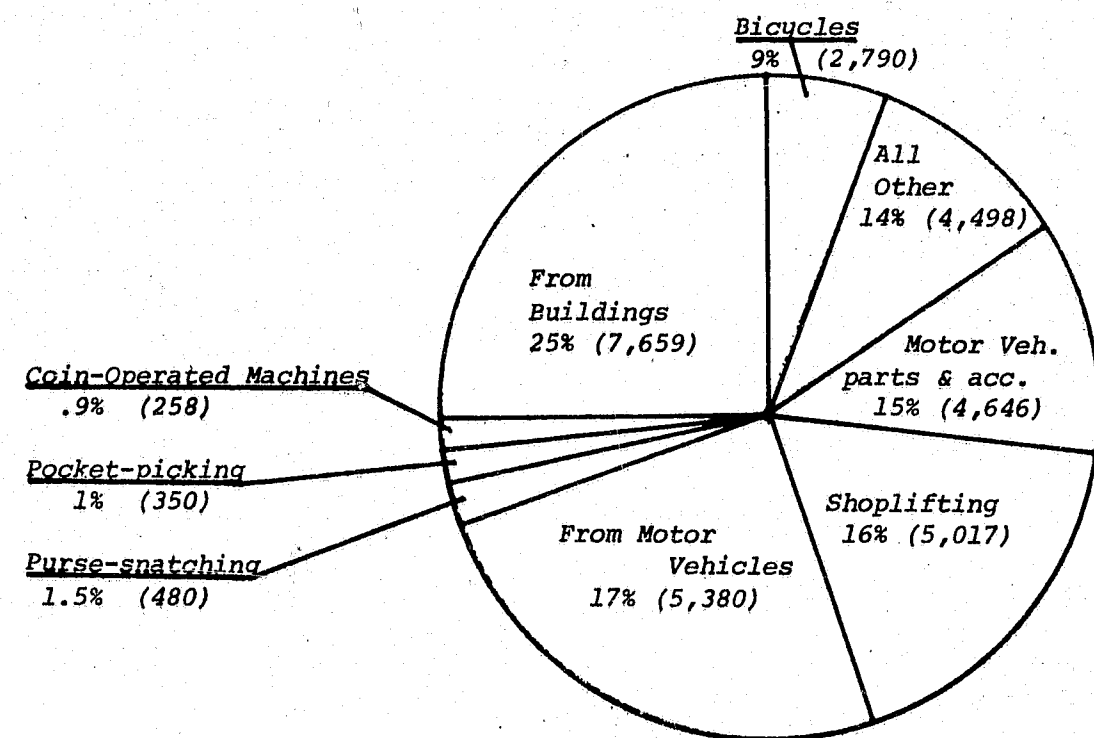 Bicycles
9% (2,790)
All
Other
14% (4,498)
From
Buildings
25% (7,659)
Motor Veh.
parts & acc.
15% (4,646)
Coin-Operated Machines
.9% (258)
Pocket-picking
1% (350)
Shoplifting
16% (5,017)
From Motor
Vehicles
17% (5,380)
Purse-snatching
1.5% (480)